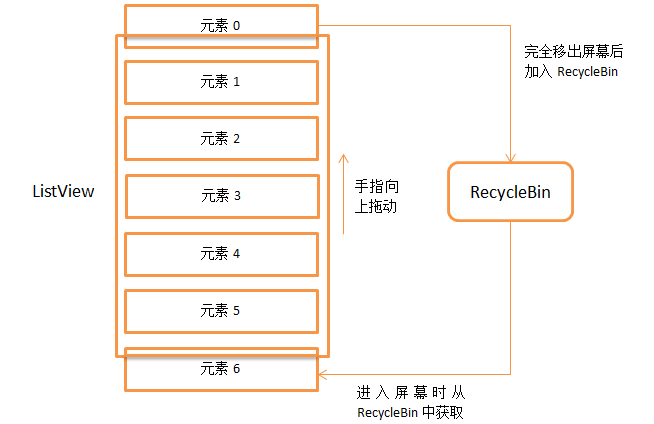 元素 0
元素 1
元素 2
元素 3
元素 4
元素 5
元素 6
ListView
手指向
上拖动
完全移出屏幕后
加入 RecycleBin
RecycleBin
进入屏幕时从
RecycleBin 中获取